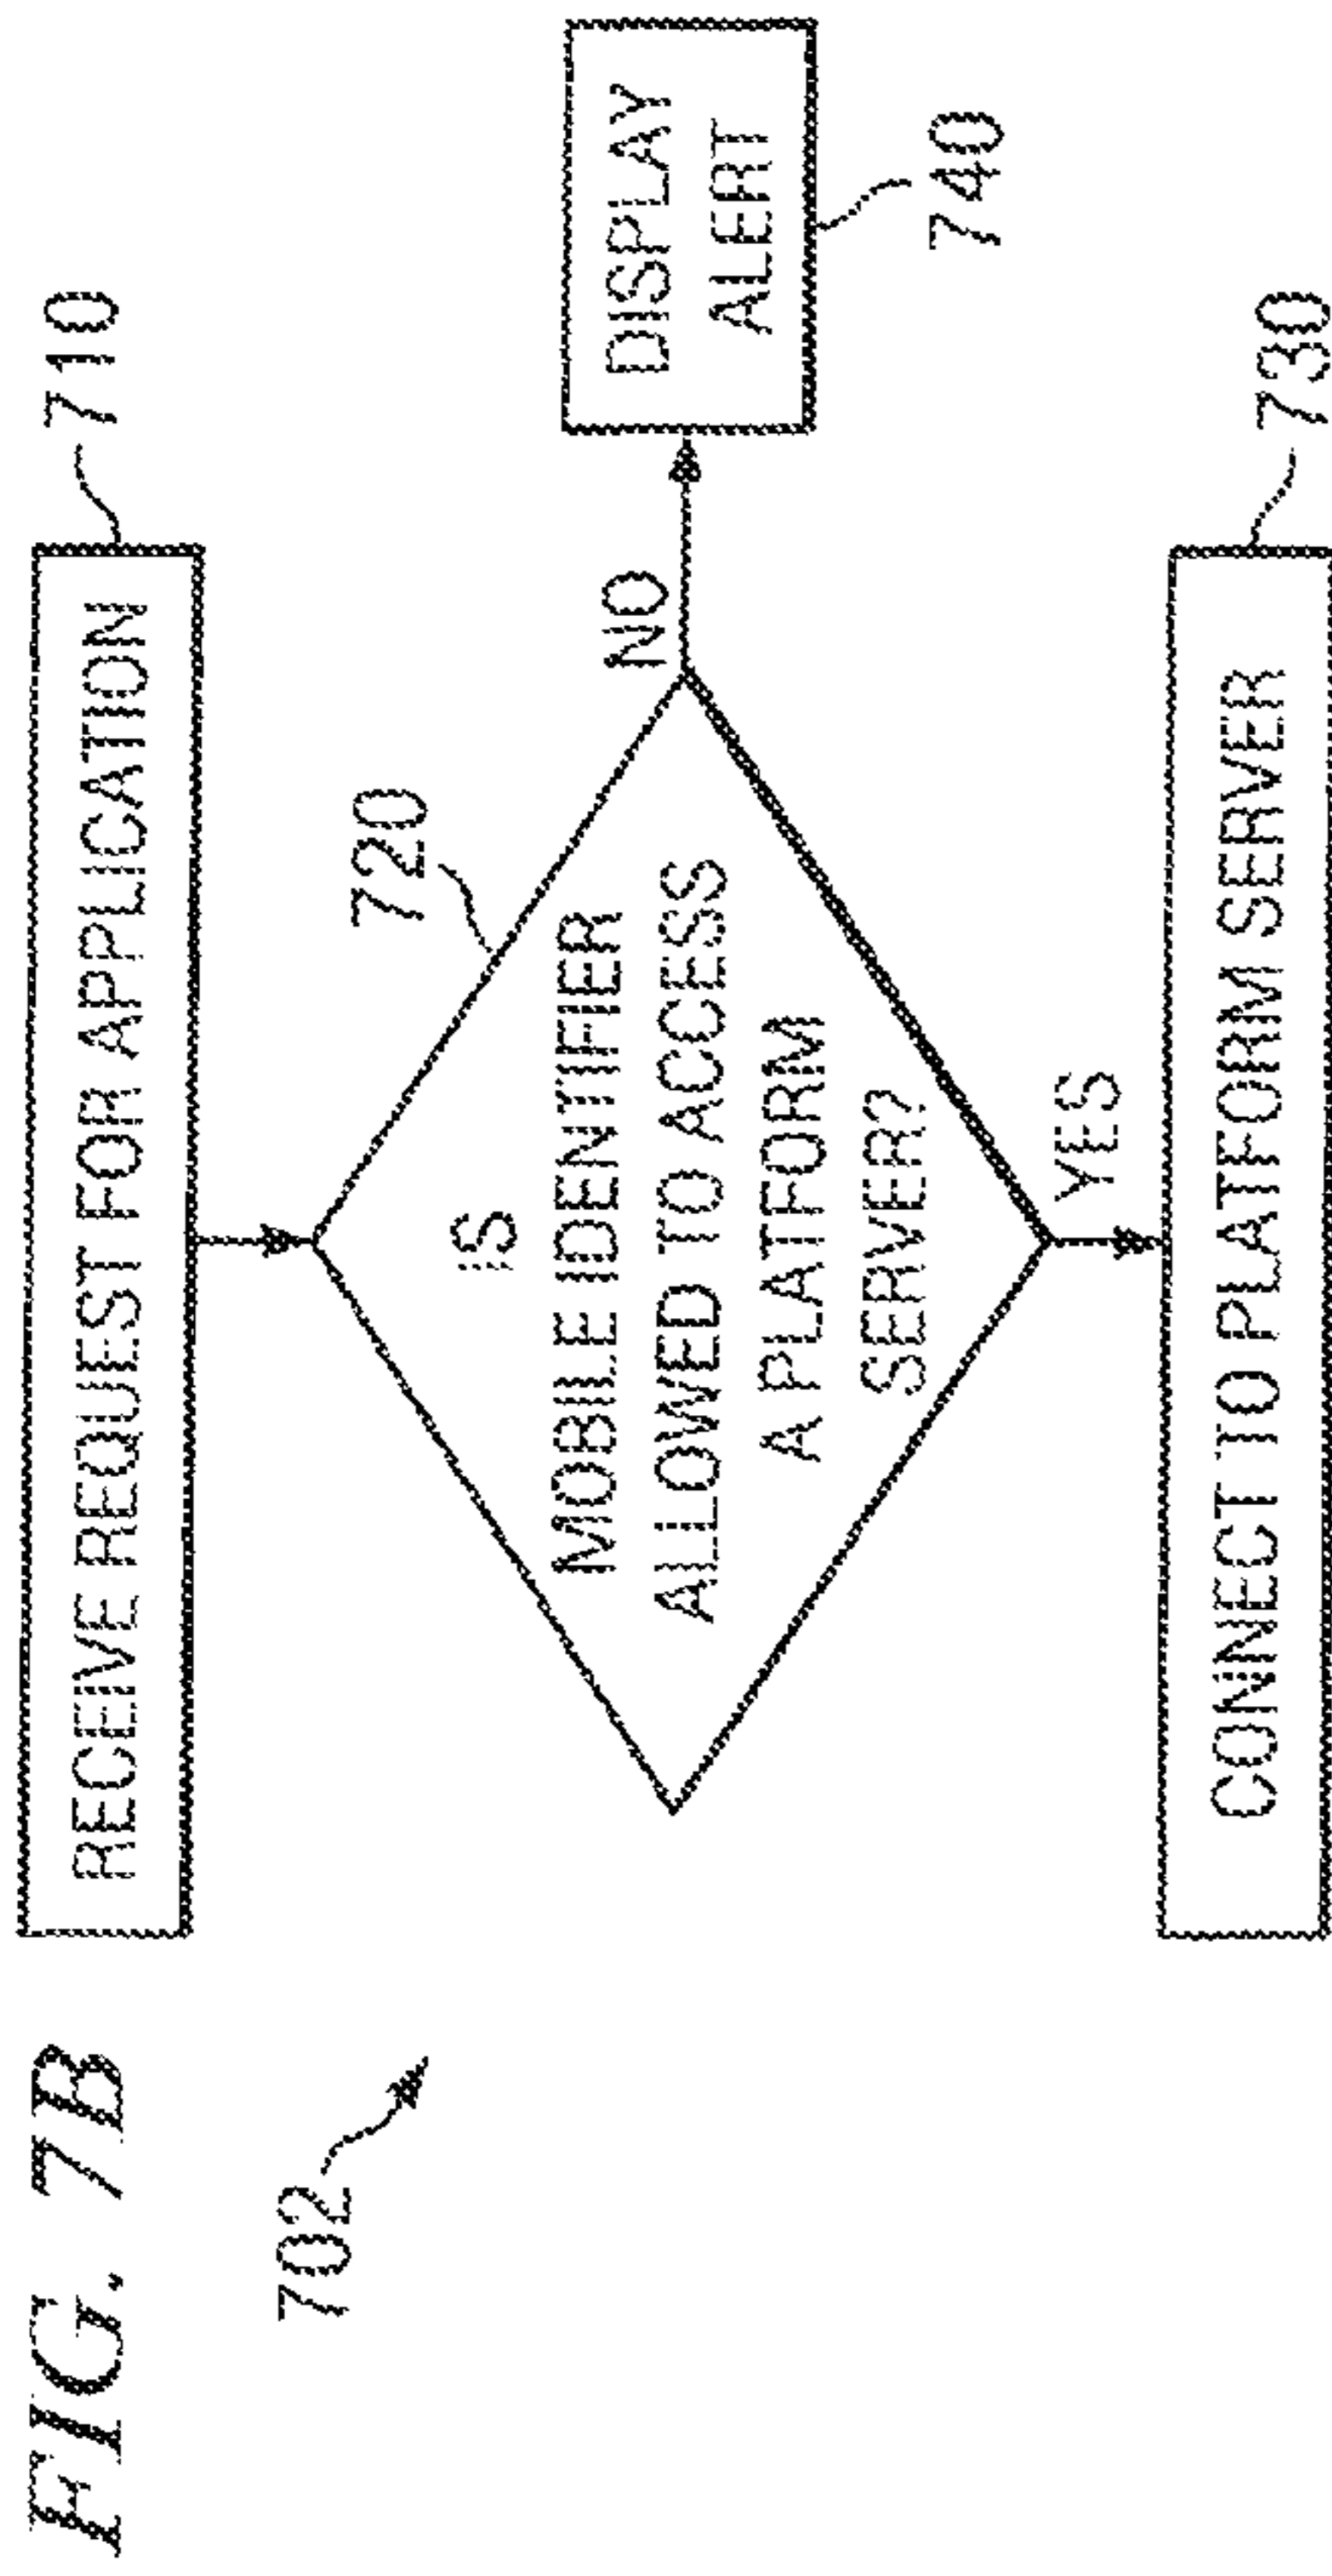 FIG. 7B
702
RECEIVE REQUEST FOR APPLICATION
710
720
IS
MOBILE IDENTIFIER
ALLOWED TO ACCESS
A PLATFORM
SERVER?
NO
DISPLAY
ALERT
740
YES
CONNECT TO PLATFORM SERVER
730